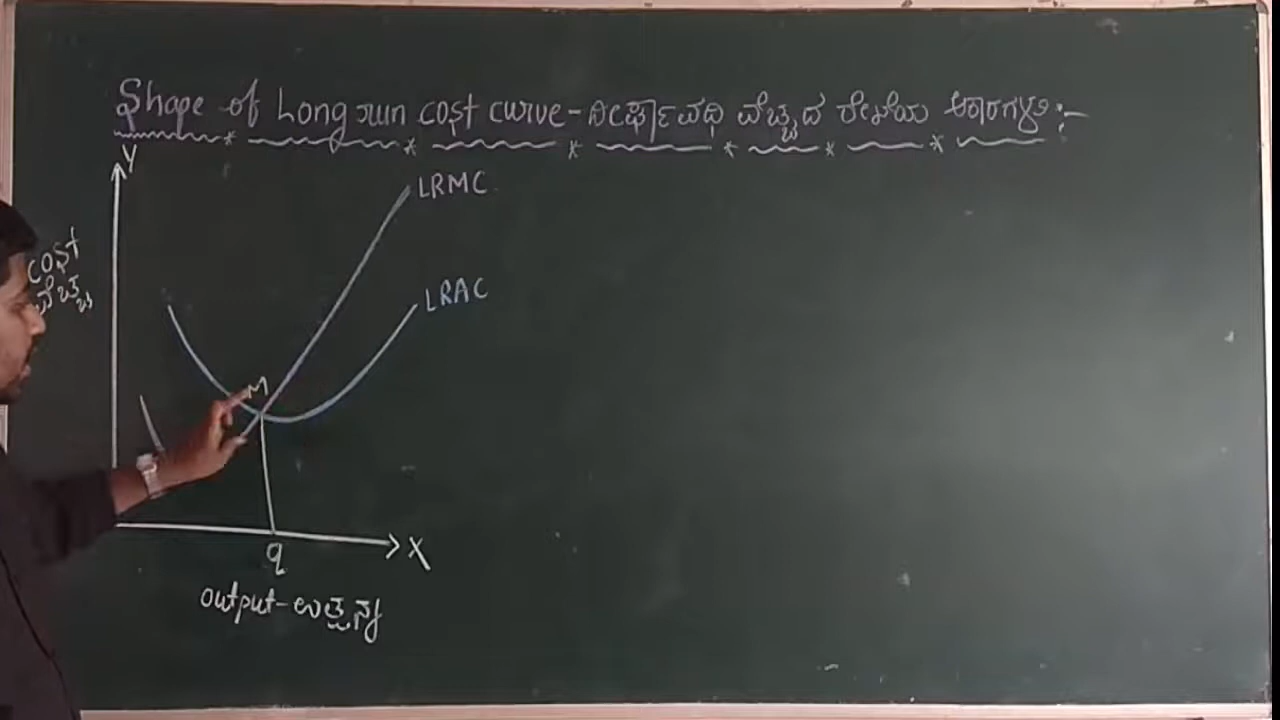 Shape of Long run cost curve - ದೀರ್ಘಾವಧಿ ವೆಚ್ಚದ ರೇಖೆಯ ಆಕಾರಗಳು :-
Y
LRMC
cost
ವೆಚ್ಚ
LRAC
M
X
q
output - ಉತ್ಪನ್ನ